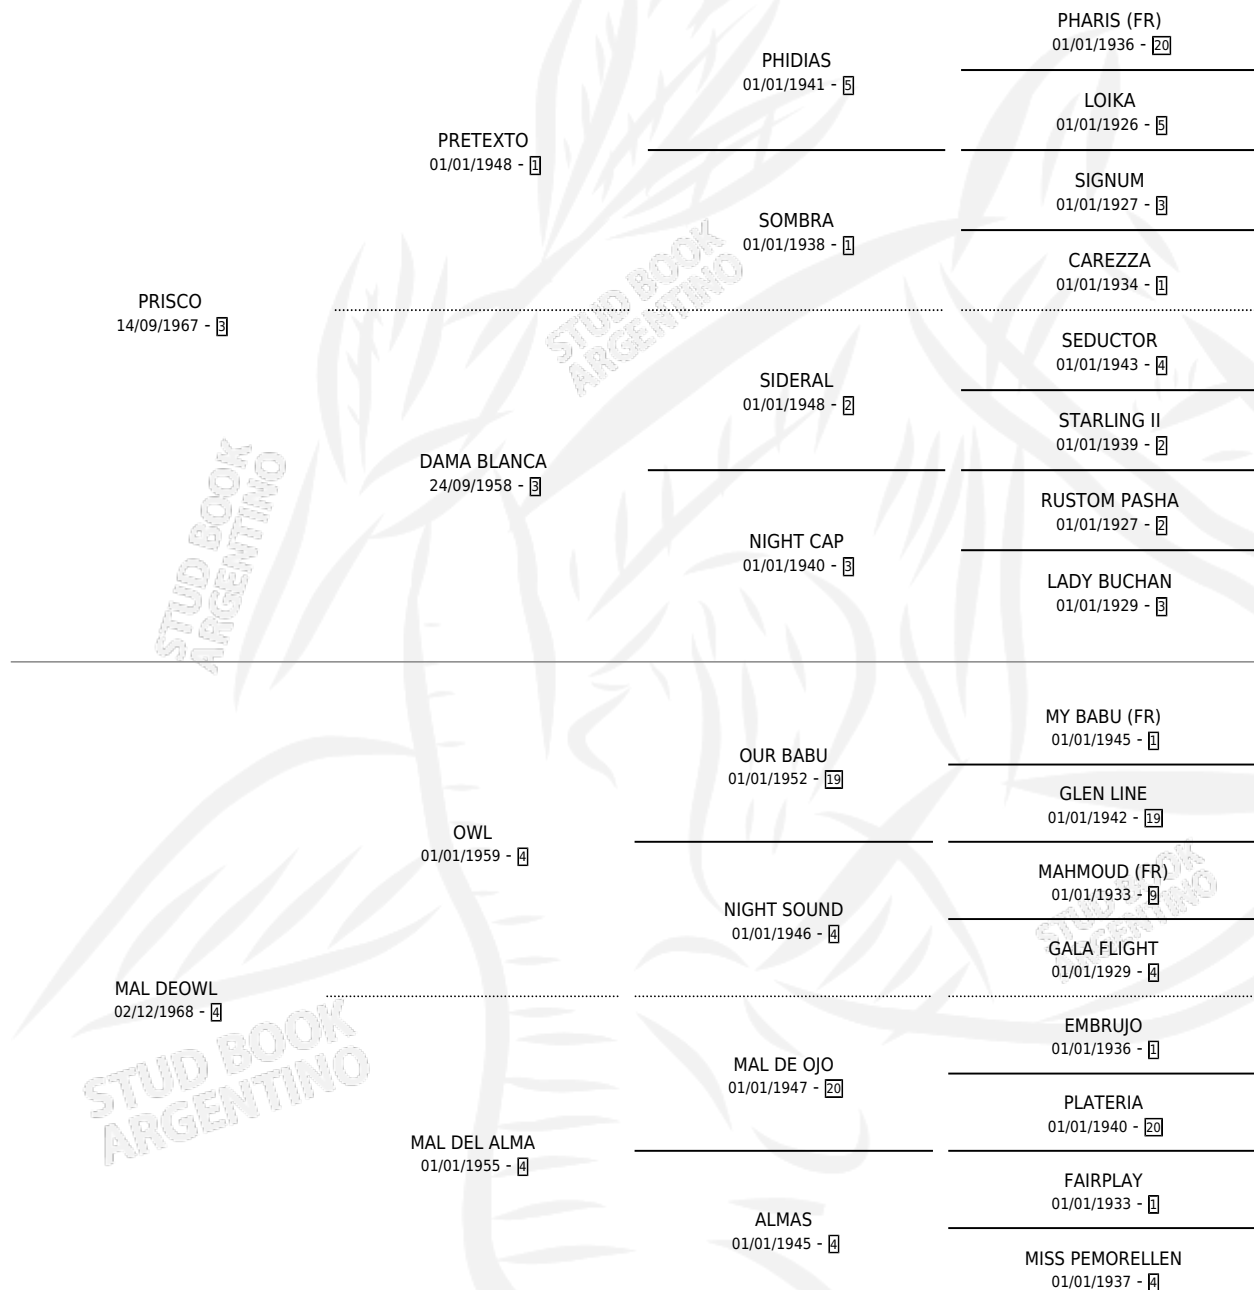 PHARIS (FR)
01/01/1936 - 20
PHIDIAS
01/01/1941 - 5
LOIKA
01/01/1926 - 5
PRETEXTO
01/01/1948 - 1
SIGNUM
01/01/1927 - 3
SOMBRA
01/01/1938 - 1
CAREZZA
01/01/1934 - 1
PRISCO
14/09/1967 - 3
SEDUCTOR
01/01/1943 - 4
SIDERAL
01/01/1948 - 2
STARLING II
01/01/1939 - 2
DAMA BLANCA
24/09/1958 - 3
RUSTOM PASHA
01/01/1927 - 2
NIGHT CAP
01/01/1940 - 3
LADY BUCHAN
01/01/1929 - 3
STUD BOOK
ARGENTINO
STUD BOOK
ARGENTINO
MY BABU (FR)
01/01/1945 - 1
OUR BABU
01/01/1952 - 19
GLEN LINE
01/01/1942 - 19
OWL
01/01/1959 - 4
MAHMOUD (FR)
01/01/1933 - 9
NIGHT SOUND
01/01/1946 - 4
GALA FLIGHT
01/01/1929 - 4
STUD BOOK
ARGENTINO
MAL DEOWL
02/12/1968 - 4
EMBRUJO
01/01/1936 - 1
MAL DE OJO
01/01/1947 - 20
PLATERIA
01/01/1940 - 20
MAL DEL ALMA
01/01/1955 - 4
FAIRPLAY
01/01/1933 - 1
ALMAS
01/01/1945 - 4
MISS PEMORELLEN
01/01/1937 - 4
STUD BOOK
ARGENTINO